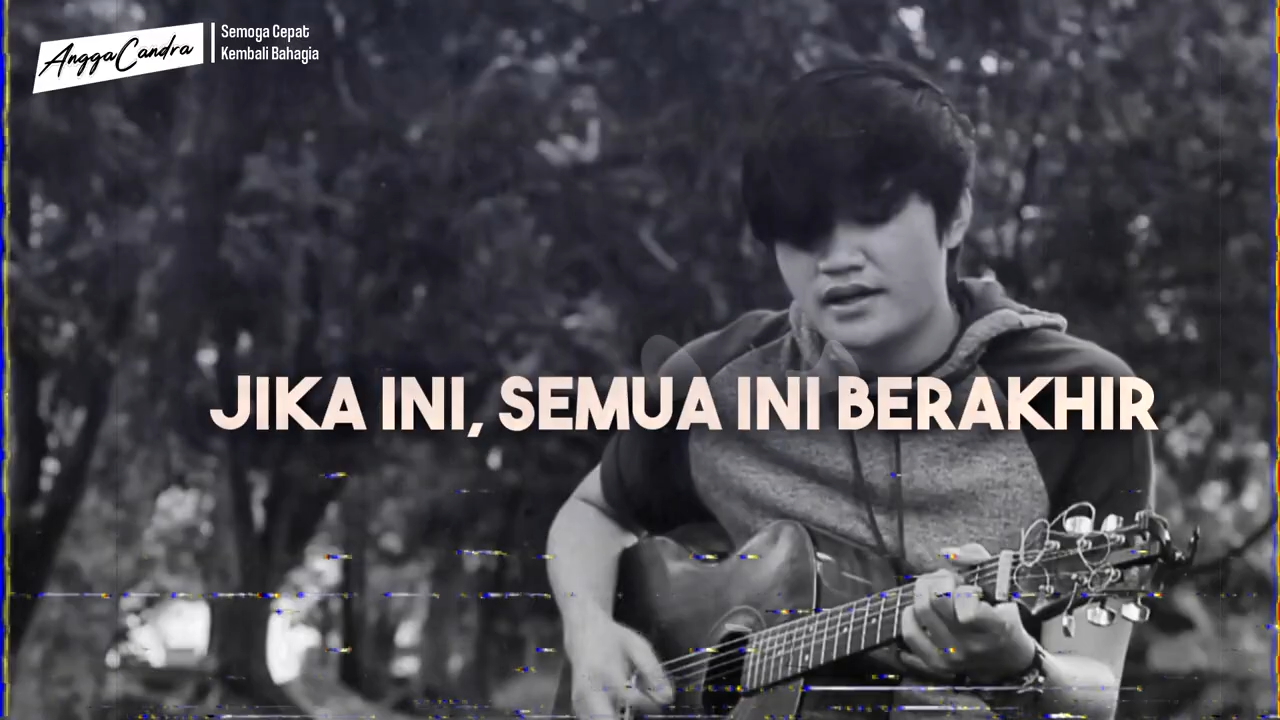 AnggaCandra
Semoga Cepat
Kembali Bahagia
JIKA INI, SEMUA INI BERAKHIR